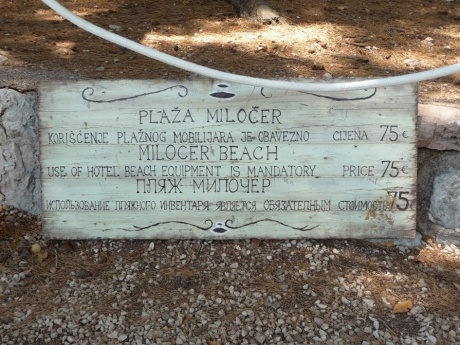 PLAŽA MILOČER
KORIŠĆENJE PLAŽNOG MOBILIJARA JE OBAVEZNO CIJENA 75€
MILOČER BEACH
USE OF HOTEL BEACH EQUIPMENT IS MANDATORY PRICE 75€
ПЛЯЖ МИЛОЧЕР
ИСПОЛЬЗОВАНИЕ ПЛЯЖНОГО ИНВЕНТАРЯ ЯВЛЯЕТСЯ ОБЯЗАТЕЛЬНЫМ СТОИМОСТЬ 75